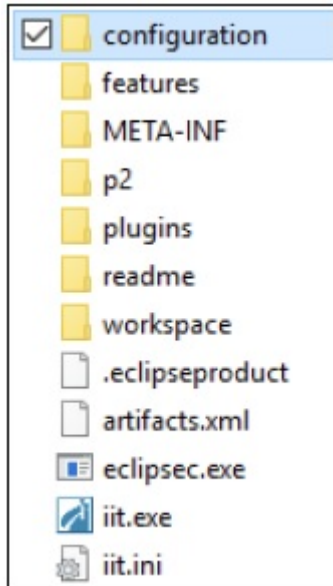 configuration
features
META-INF
p2
plugins
readme
workspace
.eclipseproduct
artifacts.xml
eclipsec.exe
iit.exe
iit.ini